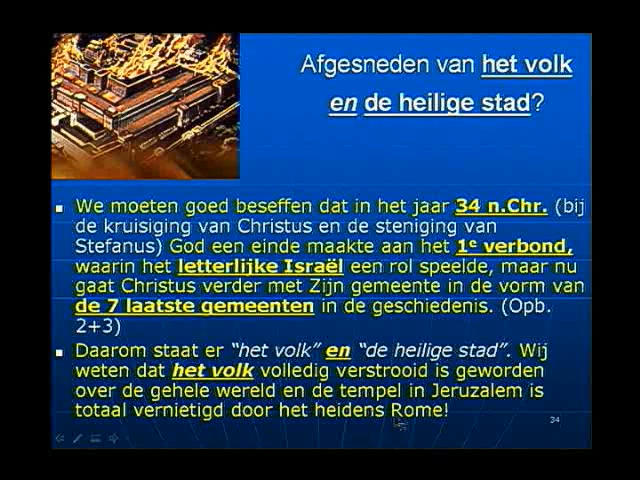 Afgesneden van het volk
en de heilige stad?
We moeten goed beseffen dat in het jaar 34 n.Chr. (bij
de kruisiging van Christus en de steniging van
Stefanus) God een einde maakte aan het 1e verbond,
waarin het letterlijke Israël een rol speelde, maar nu
gaat Christus verder met Zijn gemeente in de vorm van
de 7 laatste gemeenten in de geschiedenis. (Opb.
2+3)
Daarom staat er “het volk” en “de heilige stad”. Wij
weten dat het volk volledig verstrooid is geworden
over de gehele wereld en de tempel in Jeruzalem is
totaal vernietigd door het heidens Rome!
34